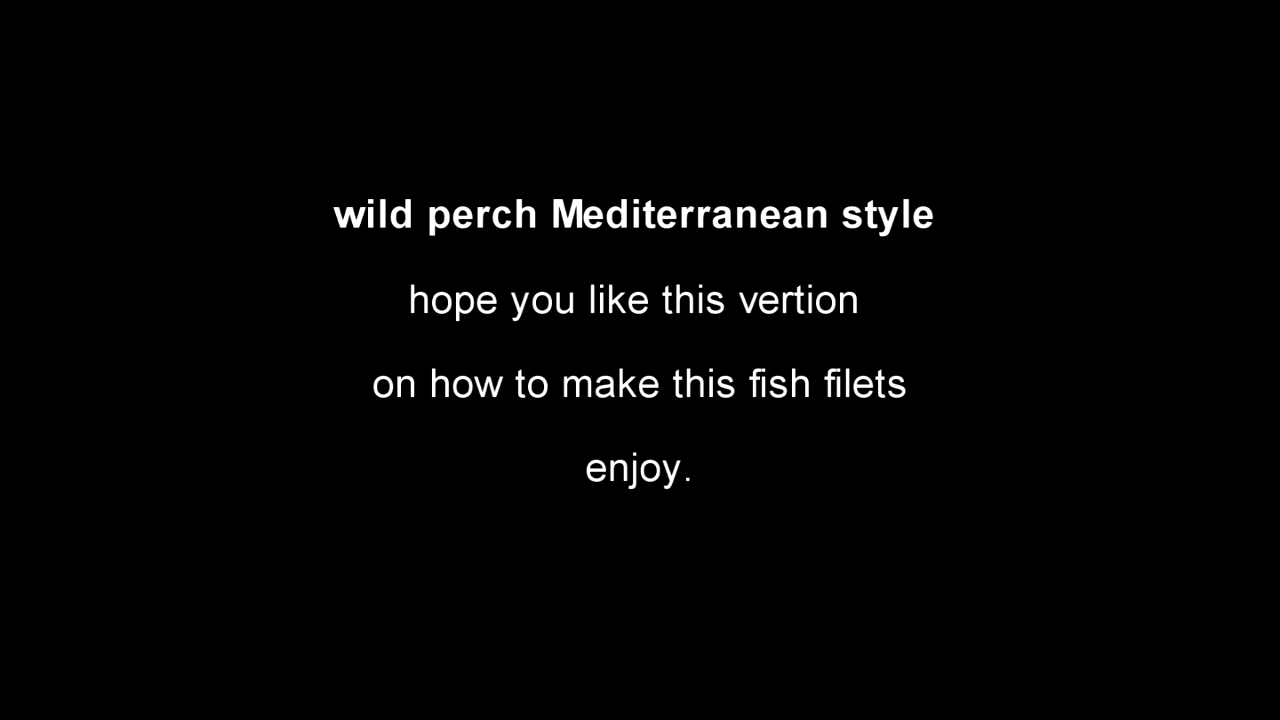 wild perch Mediterranean style
hope you like this vertion
on how to make this fish filets
enjoy.